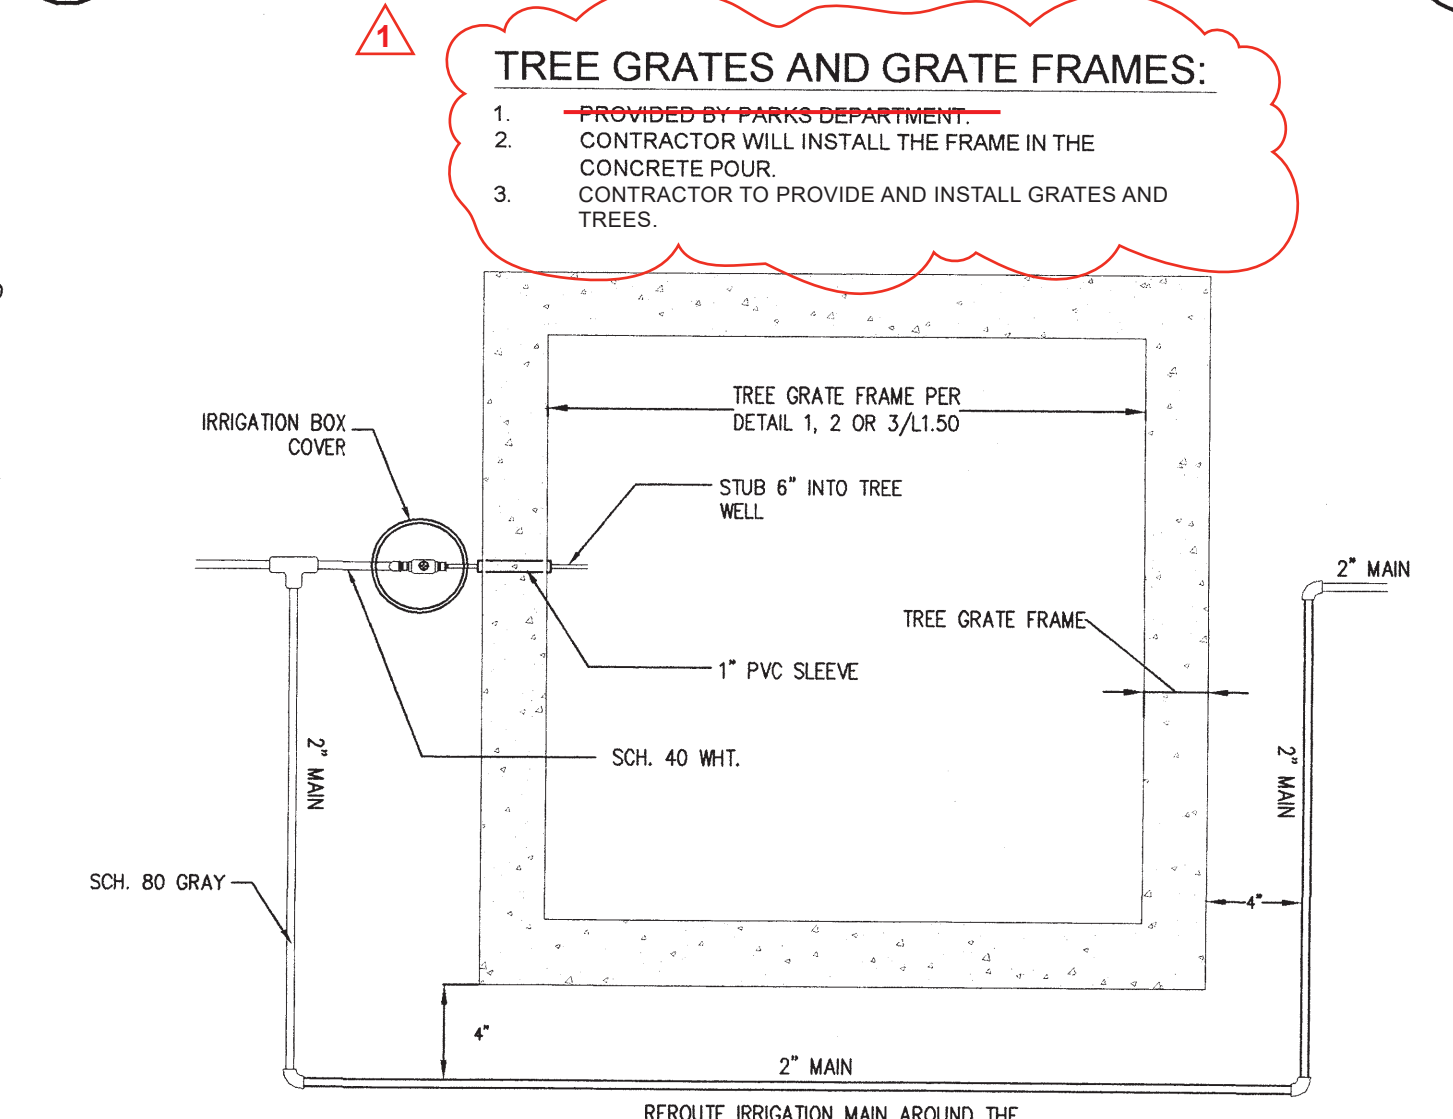 1
TREE GRATES AND GRATE FRAMES:
1. PROVIDED BY PARKS DEPARTMENT.
2. CONTRACTOR WILL INSTALL THE FRAME IN THE
CONCRETE POUR.
3. CONTRACTOR TO PROVIDE AND INSTALL GRATES AND
TREES.
TREE GRATE FRAME PER
DETAIL 1, 2 OR 3/L1.50
IRRIGATION BOX
COVER
STUB 6" INTO TREE
WELL
2" MAIN
TREE GRATE FRAME
1" PVC SLEEVE
SCH. 40 WHT.
2" MAIN
2" MAIN
SCH. 80 GRAY
4"
4"
2" MAIN
REROUTE IRRIGATION MAIN AROUND THE